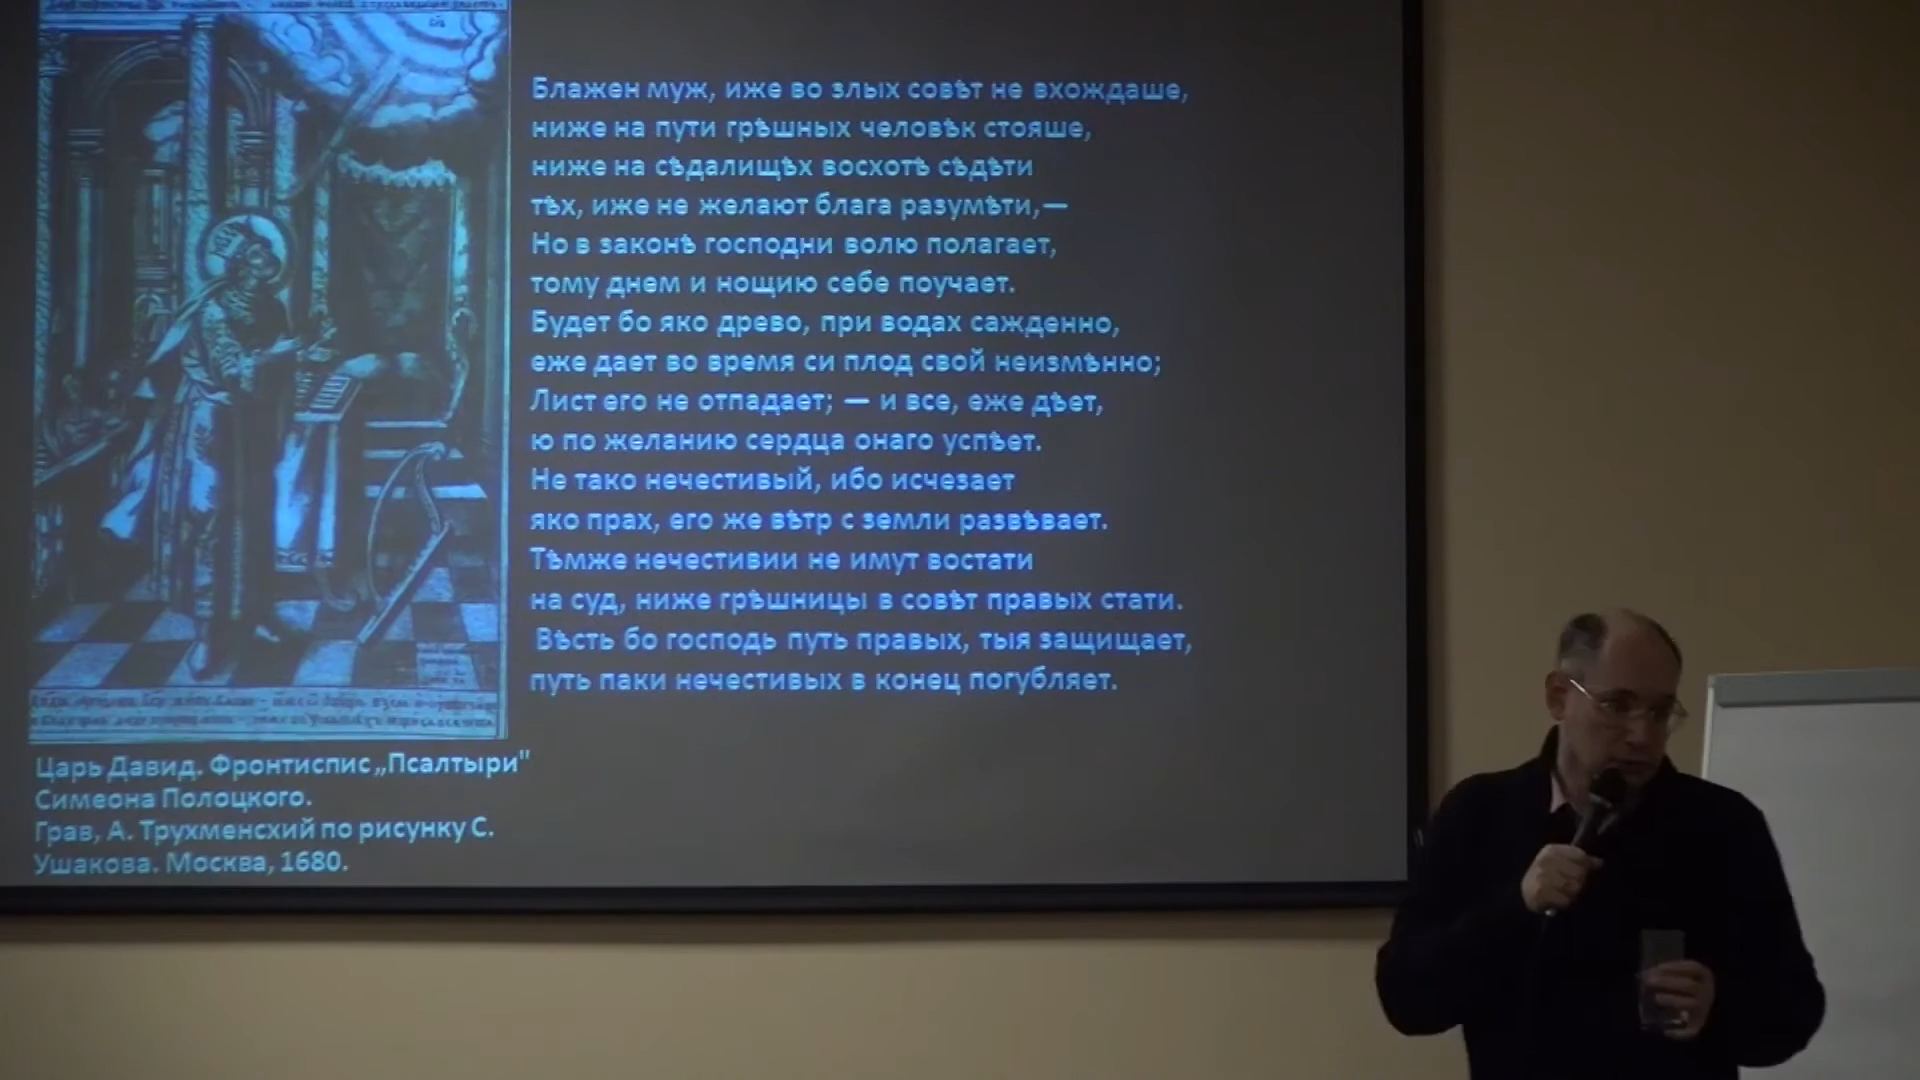 Блажен муж, иже во злых совѣт не вхождаше,
ниже на пути грѣшных человѣк стояше,
ниже на сѣдалищѣх восхотѣ сѣдѣти
тѣх, иже не желают блага разумѣти,—
Но в законѣ господни волю полагает,
тому днем и нощию себе поучает.
Будет бо яко древо, при водах сажденно,
еже дает во время си плод свой неизмѣнно;
Лист его не отпадает; — и все, еже дѣет,
ю по желанию сердца онаго успѣет.
Не тако нечестивый, ибо исчезает
яко прах, его же вѣтр с земли развѣвает.
Тѣмже нечестивии не имут востати
на суд, ниже грѣшницы в совѣт правых стати.
Вѣсть бо господь путь правых, тыя защищает,
путь паки нечестивых в конец погубляет.
Царь Давид. Фронтиспис „Псалтыри"
Симеона Полоцкого.
Грав, А. Трухменсхий по рисунку С.
Ушакова. Москва, 1680.